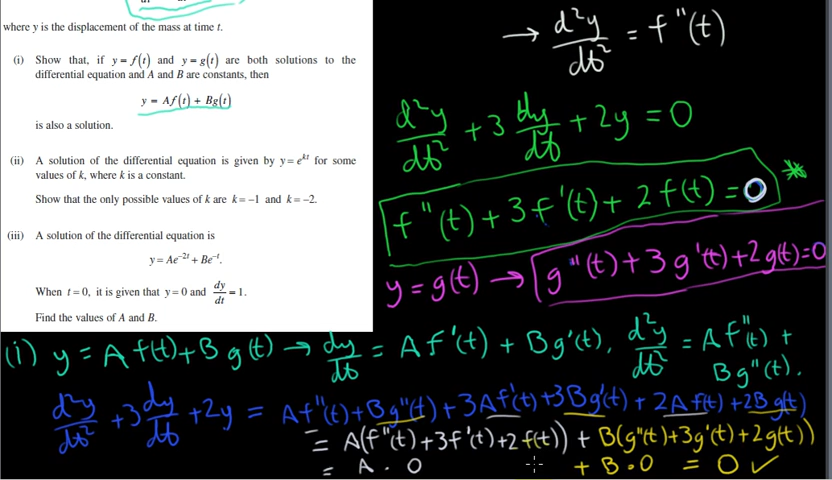 where y is the displacement of the mass at time t.
(i) Show that, if y = f(t) and y = g(t) are both solutions to the
differential equation and A and B are constants, then
y = Af(t) + Bg(t)
is also a solution.
(ii) A solution of the differential equation is given by y = e^{kt} for some
values of k, where k is a constant.
Show that the only possible values of k are k = −1 and k = −2.
(iii) A solution of the differential equation is
y = Ae^{−2t} + Be^{−t}.
When t = 0, it is given that y = 0 and dy/dt = 1.
Find the values of A and B.
→ d²y/dt² = f''(t)
d²y/dt² + 3 dy/dt + 2y = 0
f''(t) + 3f'(t) + 2f(t) = 0 *
y = g(t) → g''(t) + 3g'(t) + 2g(t) = 0
(i) y = Af(t) + Bg(t) → dy/dt = Af'(t) + Bg'(t), d²y/dt² = Af''(t) +
Bg''(t).
d²y/dt² + 3dy/dt + 2y = Af''(t) + Bg''(t) + 3Af'(t) + 3Bg'(t) + 2Af(t) + 2Bg(t)
= A(f''(t) + 3f'(t) + 2f(t)) + B(g''(t) + 3g'(t) + 2g(t))
= A . 0 + B . 0 = 0 ✓